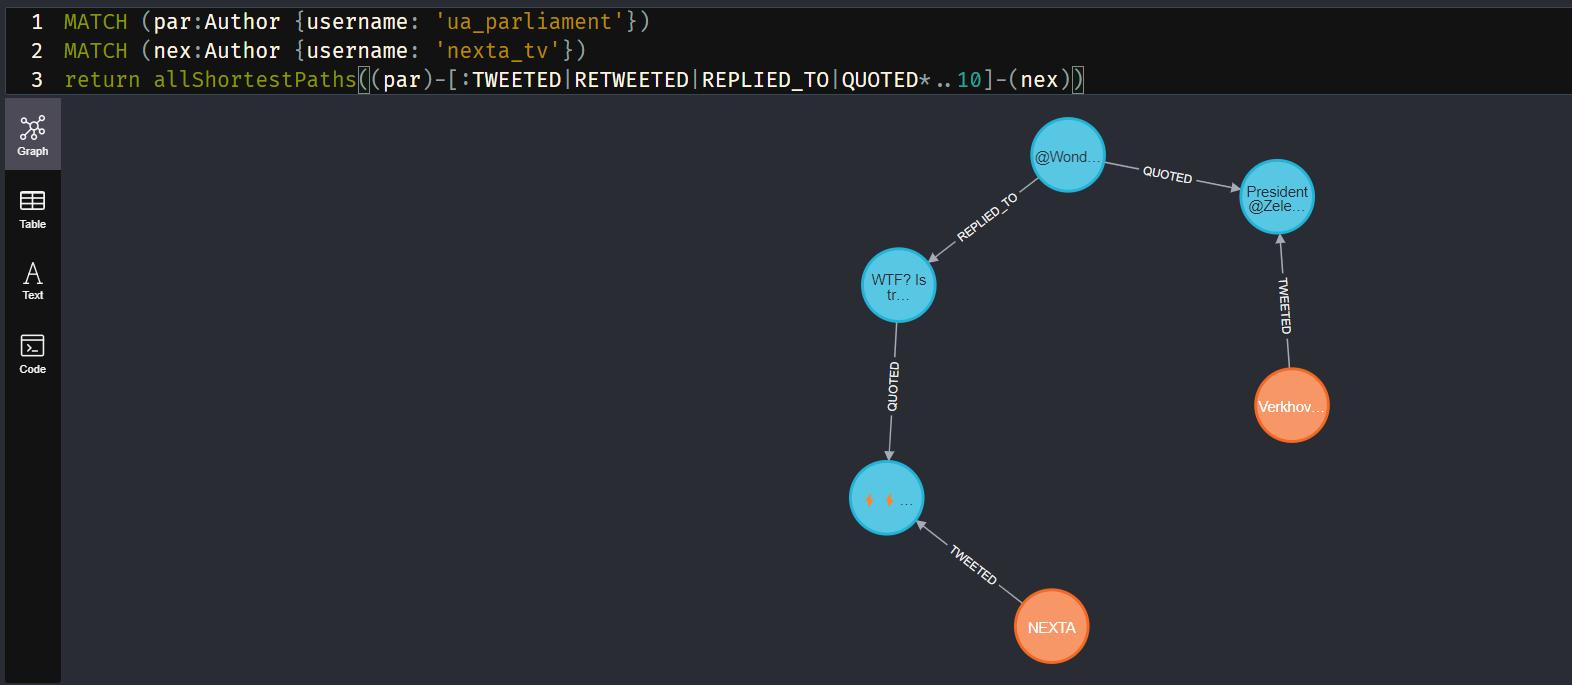 1 MATCH (par:Author {username: 'ua_parliament'})
2 MATCH (nex:Author {username: 'nexta_tv'})
3 return allShortestPaths((par)-[:TWEETED|RETWEETED|REPLIED_TO|QUOTED*..10]-(nex))
Graph
Table
Text
Code
@Wond...
QUOTED
President
@Zele...
REPLIED_TO
WTF? Is
tr...
TWEETED
QUOTED
Verkhov...
⚡⚡...
TWEETED
NEXTA